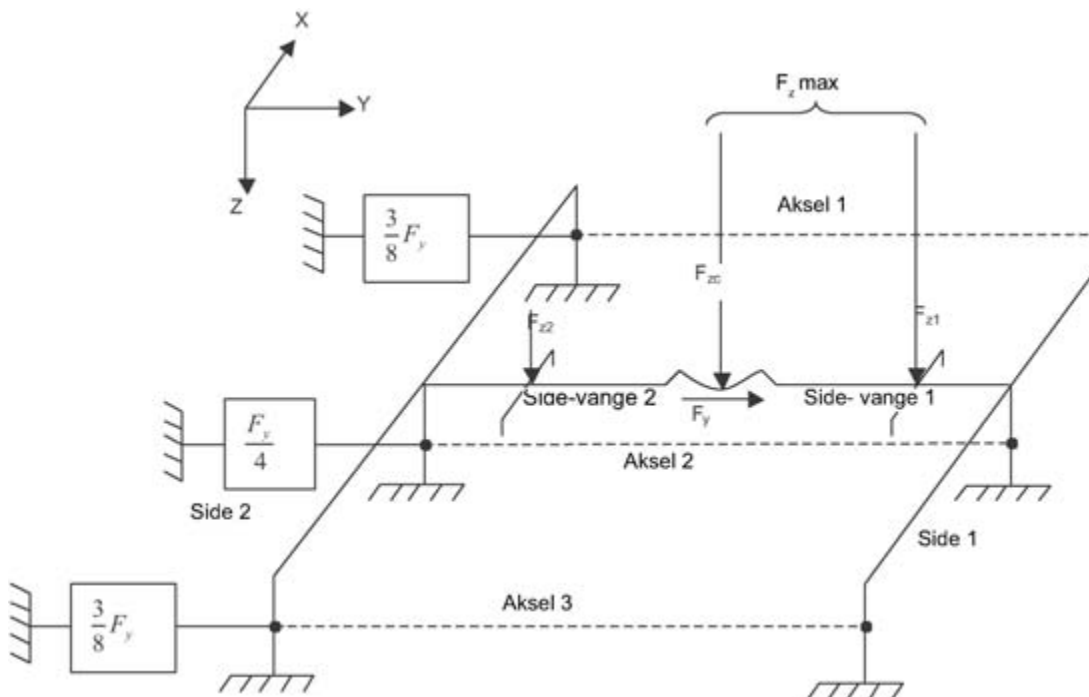 X
F_z max
Y
Z
Aksel 1
3/8 F_y
F_zc
F_z2
F_z1
Side-vange 2
Side- vange 1
F_y
F_y/4
Aksel 2
Side 2
Side 1
Aksel 3
3/8 F_y